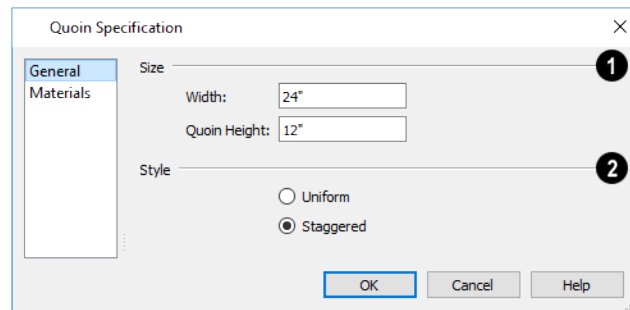 Quoin Specification
General
Materials
Size
1
Width: 24"
Quoin Height: 12"
Style
2
Uniform
Staggered
OK Cancel Help